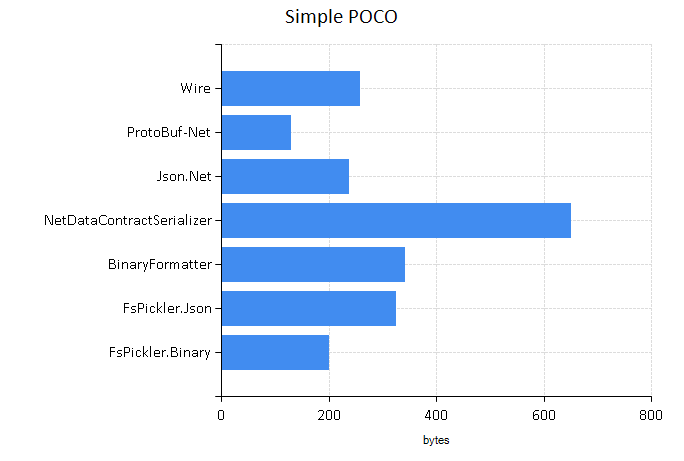 Simple POCO
Wire
ProtoBuf-Net
Json.Net
NetDataContractSerializer
BinaryFormatter
FsPickler.Json
FsPickler.Binary
0 200 400 600 800
bytes